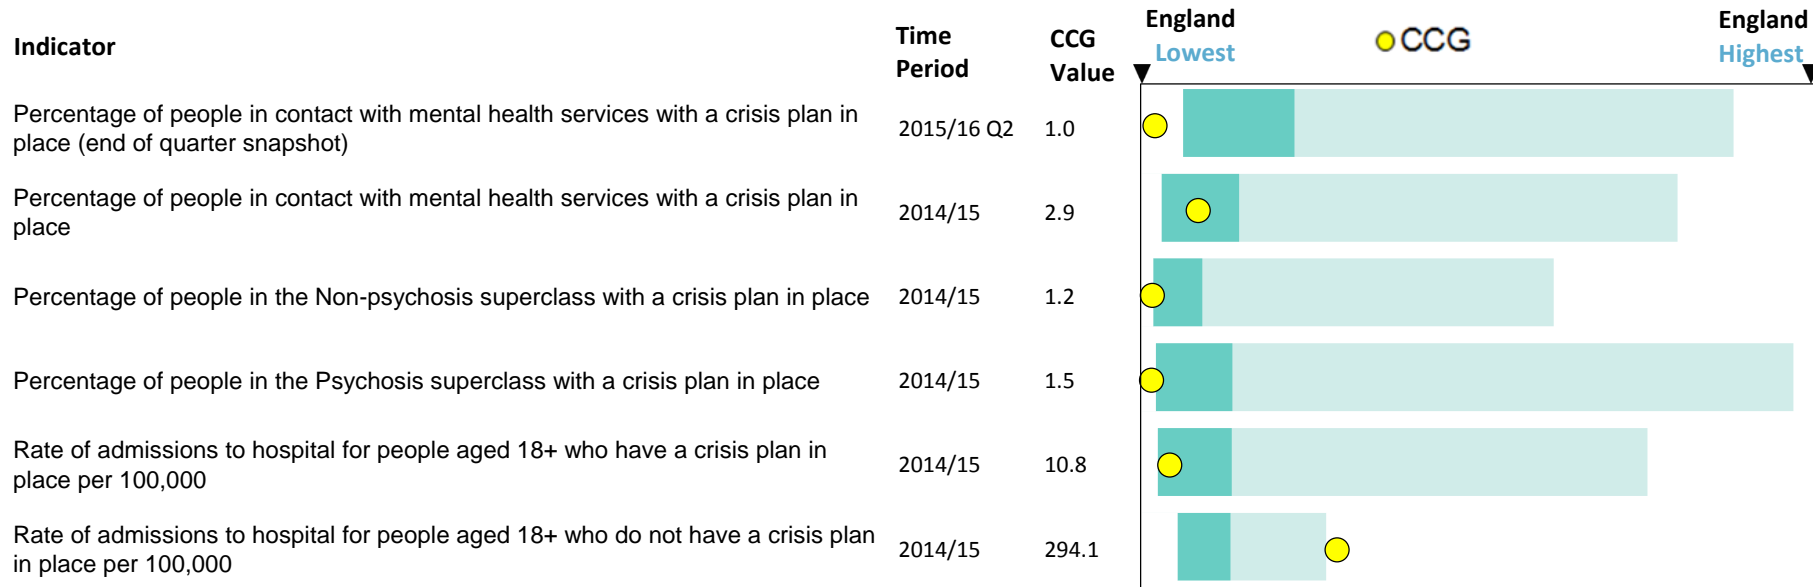 Indicator
Time
Period
CCG
Value
England
Lowest
CCG
England
Highest
Percentage of people in contact with mental health services with a crisis plan in
place (end of quarter snapshot)
2015/16 Q2
1.0
Percentage of people in contact with mental health services with a crisis plan in
place
2014/15
2.9
Percentage of people in the Non-psychosis superclass with a crisis plan in place
2014/15
1.2
Percentage of people in the Psychosis superclass with a crisis plan in place
2014/15
1.5
Rate of admissions to hospital for people aged 18+ who have a crisis plan in
place per 100,000
2014/15
10.8
Rate of admissions to hospital for people aged 18+ who do not have a crisis plan
in place per 100,000
2014/15
294.1